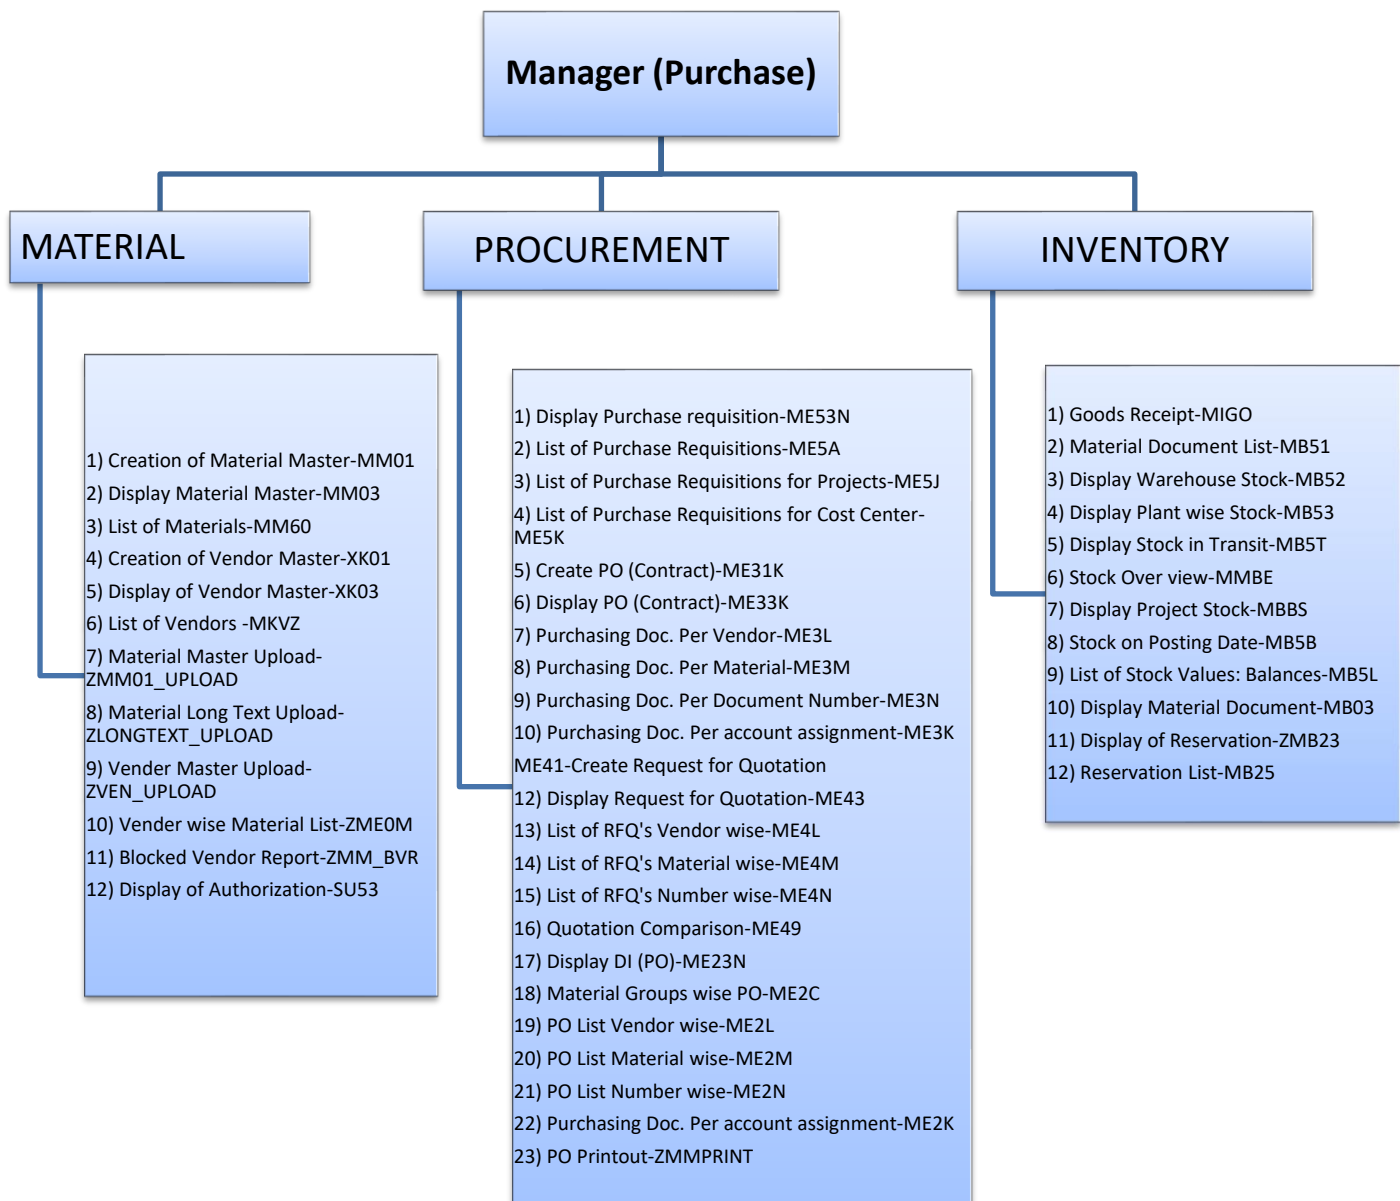 Manager (Purchase)
MATERIAL
1) Creation of Material Master-MM01
2) Display Material Master-MM03
3) List of Materials-MM60
4) Creation of Vendor Master-XK01
5) Display of Vendor Master-XK03
6) List of Vendors -MKVZ
7) Material Master Upload-
ZMM01_UPLOAD
8) Material Long Text Upload-
ZLONGTEXT_UPLOAD
9) Vender Master Upload-
ZVEN_UPLOAD
10) Vender wise Material List-ZME0M
11) Blocked Vendor Report-ZMM_BVR
12) Display of Authorization-SU53
PROCUREMENT
1) Display Purchase requisition-ME53N
2) List of Purchase Requisitions-ME5A
3) List of Purchase Requisitions for Projects-ME5J
4) List of Purchase Requisitions for Cost Center-
ME5K
5) Create PO (Contract)-ME31K
6) Display PO (Contract)-ME33K
7) Purchasing Doc. Per Vendor-ME3L
8) Purchasing Doc. Per Material-ME3M
9) Purchasing Doc. Per Document Number-ME3N
10) Purchasing Doc. Per account assignment-ME3K
ME41-Create Request for Quotation
12) Display Request for Quotation-ME43
13) List of RFQ's Vendor wise-ME4L
14) List of RFQ's Material wise-ME4M
15) List of RFQ's Number wise-ME4N
16) Quotation Comparison-ME49
17) Display DI (PO)-ME23N
18) Material Groups wise PO-ME2C
19) PO List Vendor wise-ME2L
20) PO List Material wise-ME2M
21) PO List Number wise-ME2N
22) Purchasing Doc. Per account assignment-ME2K
23) PO Printout-ZMMPRINT
INVENTORY
1) Goods Receipt-MIGO
2) Material Document List-MB51
3) Display Warehouse Stock-MB52
4) Display Plant wise Stock-MB53
5) Display Stock in Transit-MB5T
6) Stock Over view-MMBE
7) Display Project Stock-MBBS
8) Stock on Posting Date-MB5B
9) List of Stock Values: Balances-MB5L
10) Display Material Document-MB03
11) Display of Reservation-ZMB23
12) Reservation List-MB25